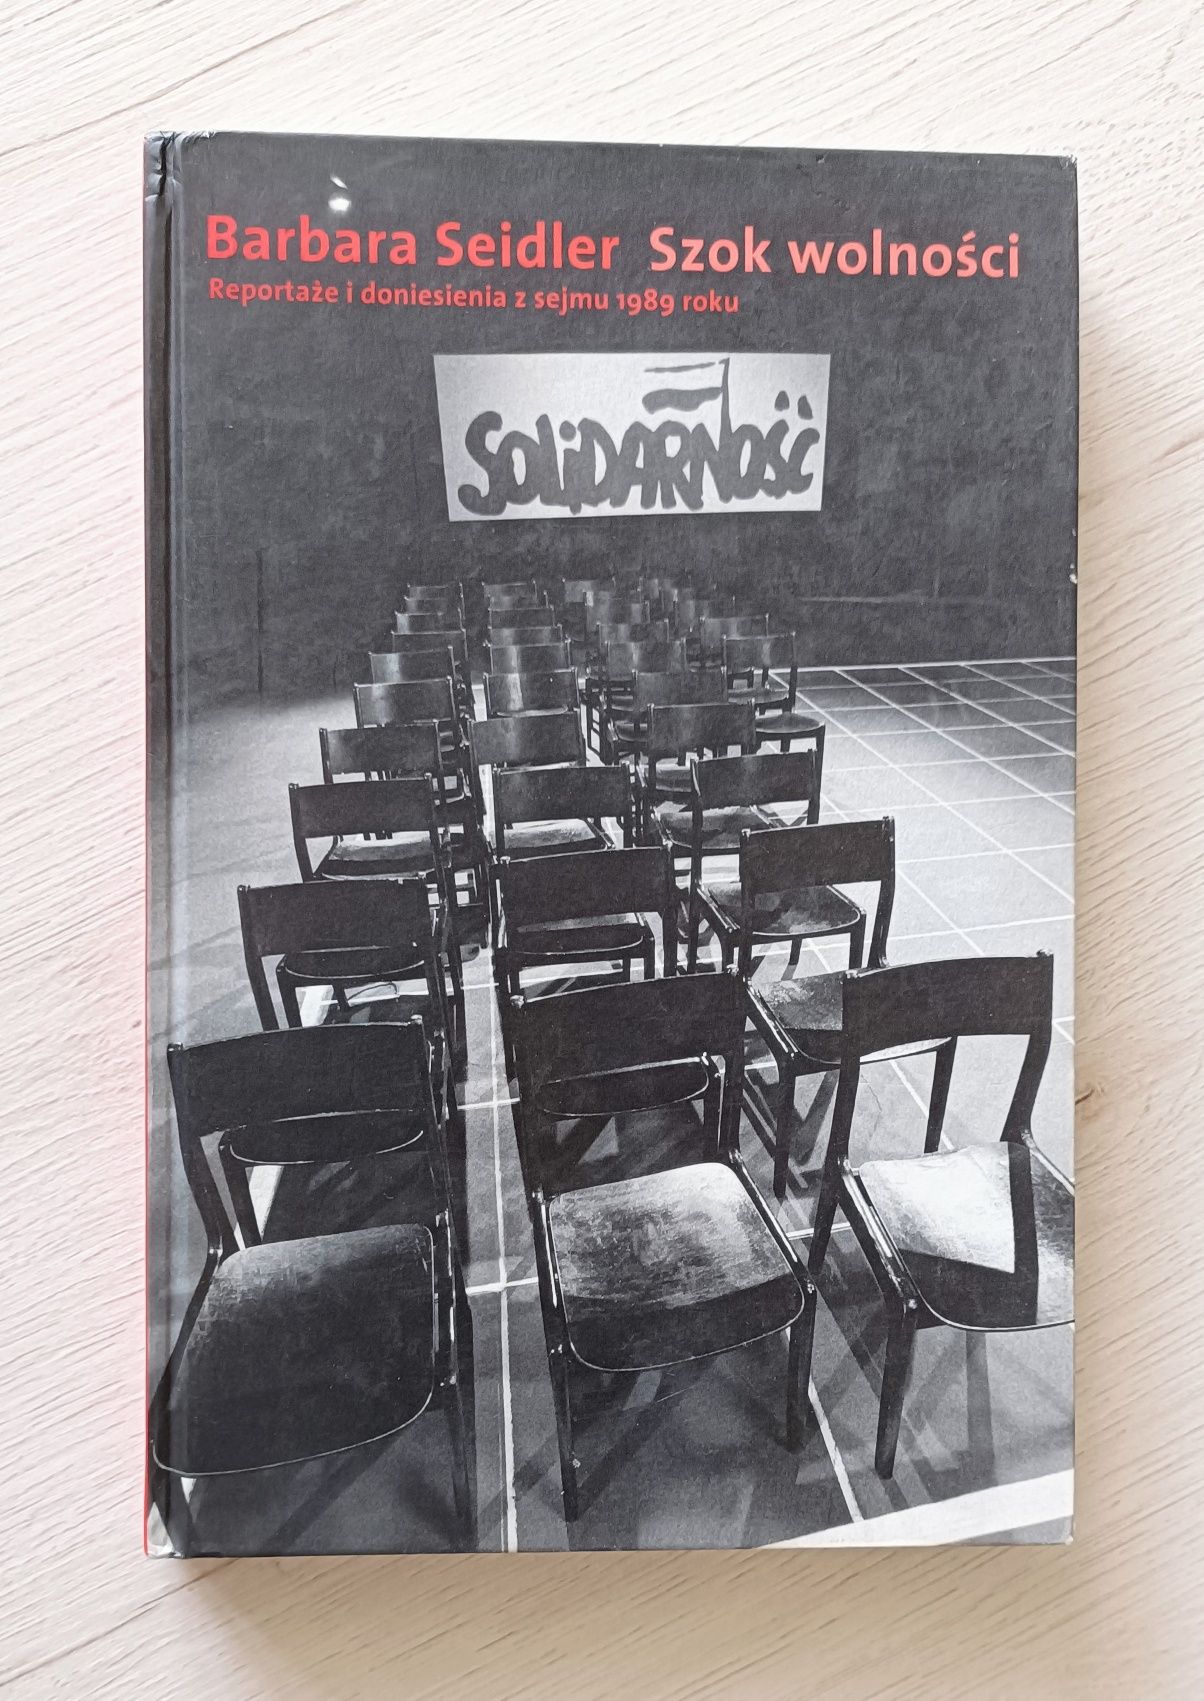 Barbara Seidler Szok wolności
Reportaże i doniesienia z sejmu 1989 roku
SOLiDARNOŚĆ